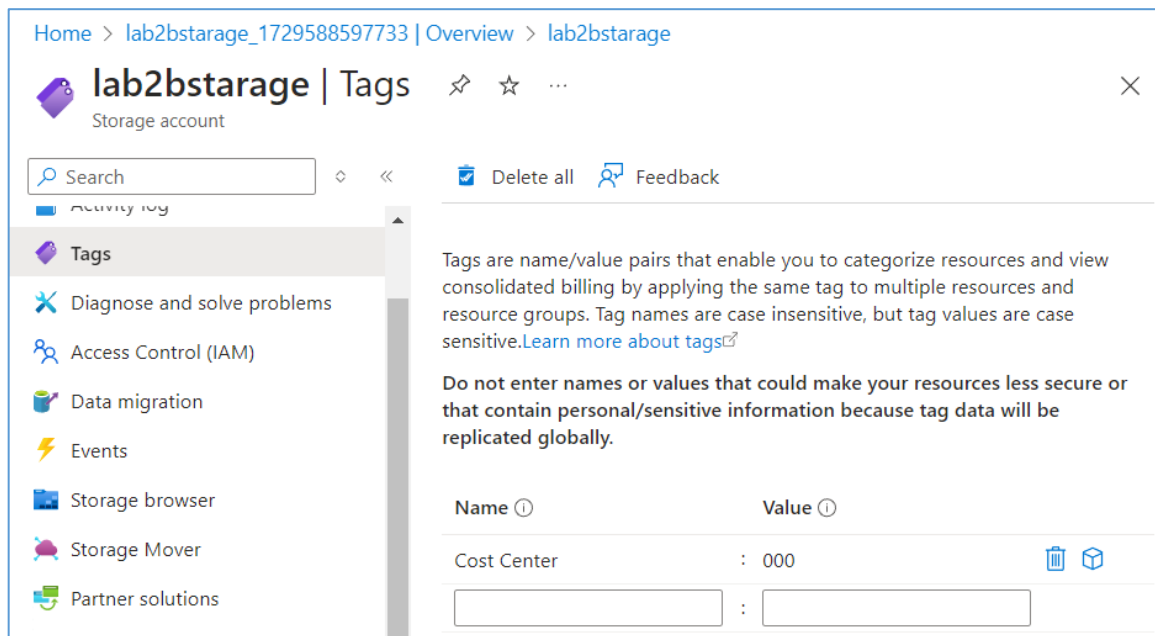 Home > lab2bstarage_1729588597733 | Overview > lab2bstarage
lab2bstarage | Tags ...
Storage account
Search
Delete all Feedback
Activity log
Tags
Diagnose and solve problems
Access Control (IAM)
Data migration
Events
Storage browser
Storage Mover
Partner solutions
Tags are name/value pairs that enable you to categorize resources and view
consolidated billing by applying the same tag to multiple resources and
resource groups. Tag names are case insensitive, but tag values are case
sensitive.Learn more about tags
Do not enter names or values that could make your resources less secure or
that contain personal/sensitive information because tag data will be
replicated globally.
Name Value
Cost Center : 000
: